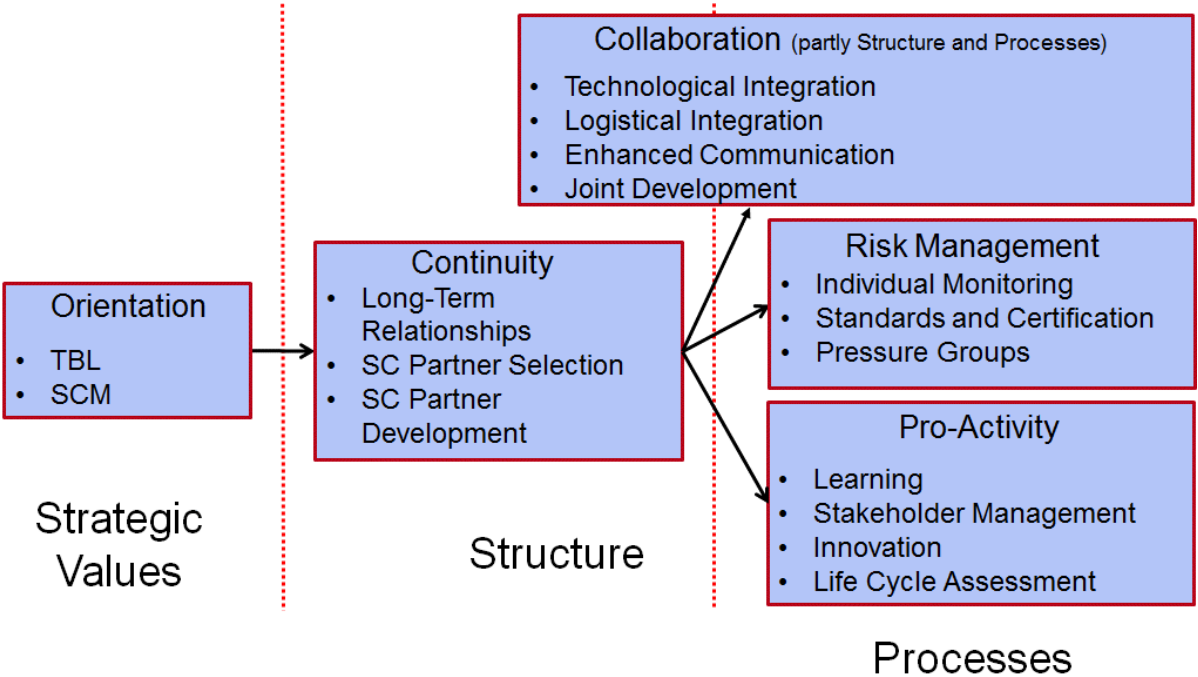 Collaboration (partly Structure and Processes)
• Technological Integration
• Logistical Integration
• Enhanced Communication
• Joint Development
Orientation
• TBL
• SCM
Continuity
• Long-Term
Relationships
• SC Partner Selection
• SC Partner
Development
Risk Management
• Individual Monitoring
• Standards and Certification
• Pressure Groups
Pro-Activity
• Learning
• Stakeholder Management
• Innovation
• Life Cycle Assessment
Strategic
Values
Structure
Processes